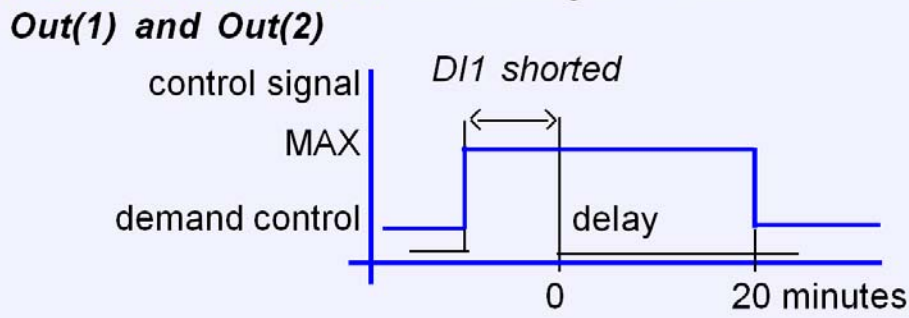 Out(1) and Out(2)
control signal
DI1 shorted
MAX
demand control
delay
0
20 minutes